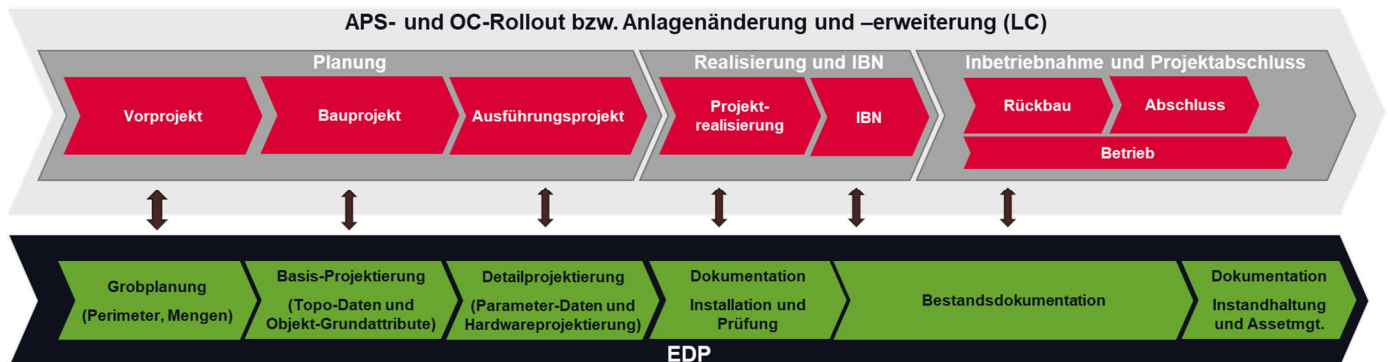 APS- und OC-Rollout bzw. Anlagenänderung und –erweiterung (LC)
Planung
Realisierung und IBN
Inbetriebnahme und Projektabschluss
Vorprojekt
Bauprojekt
Ausführungsprojekt
Projekt-
realisierung
IBN
Rückbau
Abschluss
Betrieb
Grobplanung
(Perimeter, Mengen)
Basis-Projektierung
(Topo-Daten und
Objekt-Grundattribute)
Detailprojektierung
(Parameter-Daten und
Hardwareprojektierung)
Dokumentation
Installation und
Prüfung
Bestandsdokumentation
Dokumentation
Instandhaltung
und Assetmgt.
EDP